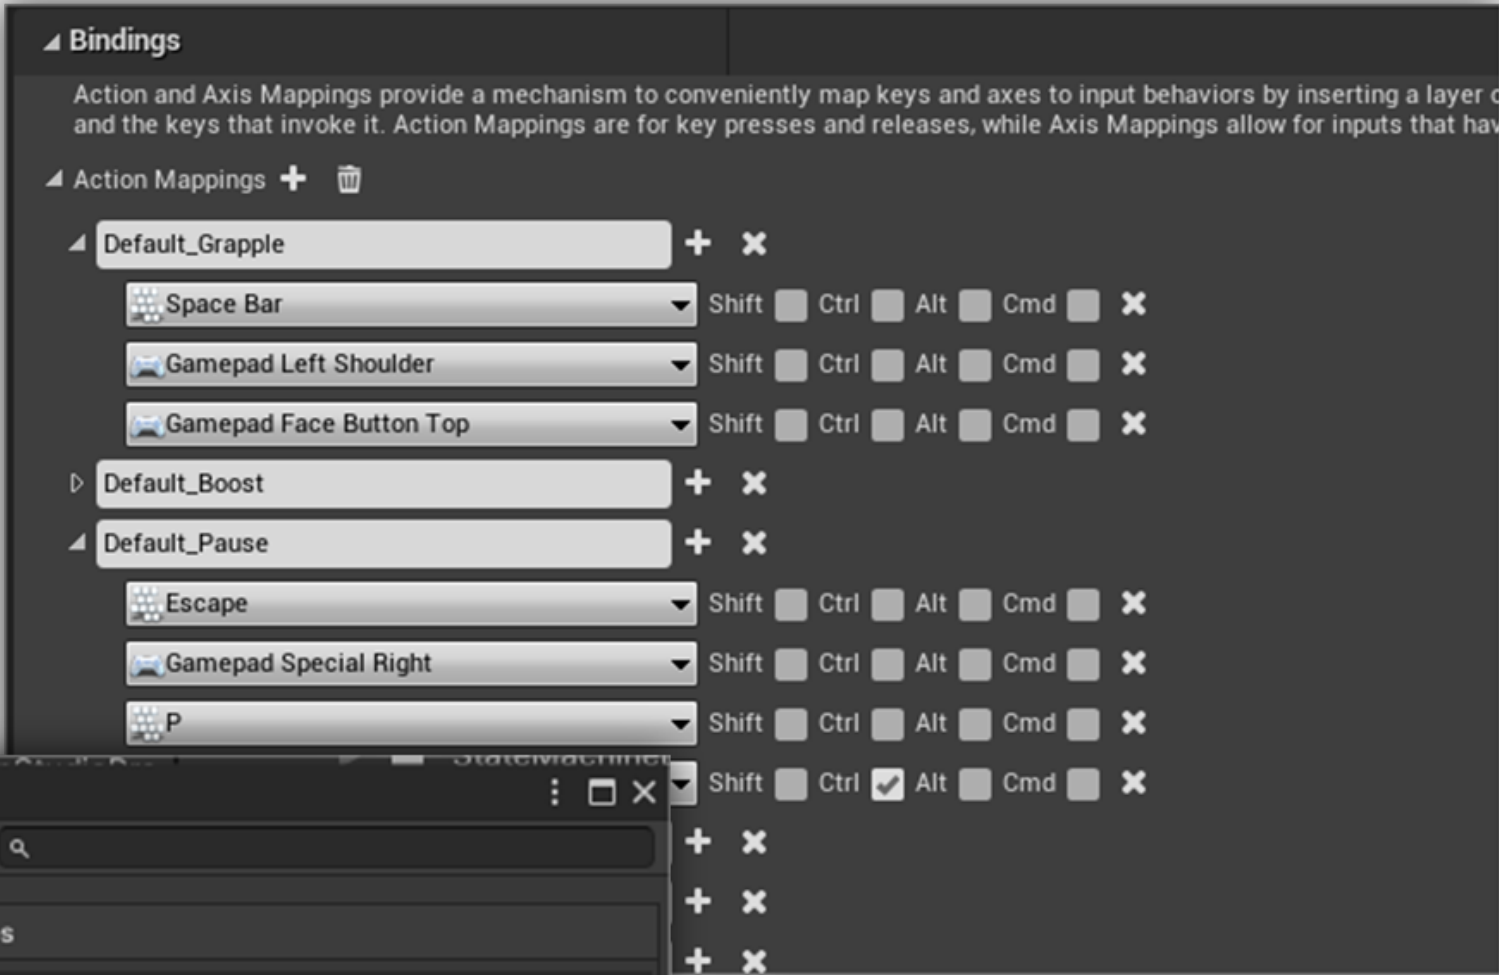 Bindings
Action and Axis Mappings provide a mechanism to conveniently map keys and axes to input behaviors by inserting a layer
and the keys that invoke it. Action Mappings are for key presses and releases, while Axis Mappings allow for inputs that hav
Action Mappings
Default_Grapple
Space Bar Shift Ctrl Alt Cmd
Gamepad Left Shoulder Shift Ctrl Alt Cmd
Gamepad Face Button Top Shift Ctrl Alt Cmd
Default_Boost
Default_Pause
Escape Shift Ctrl Alt Cmd
Gamepad Special Right Shift Ctrl Alt Cmd
P Shift Ctrl Alt Cmd
Shift Ctrl Alt Cmd
s